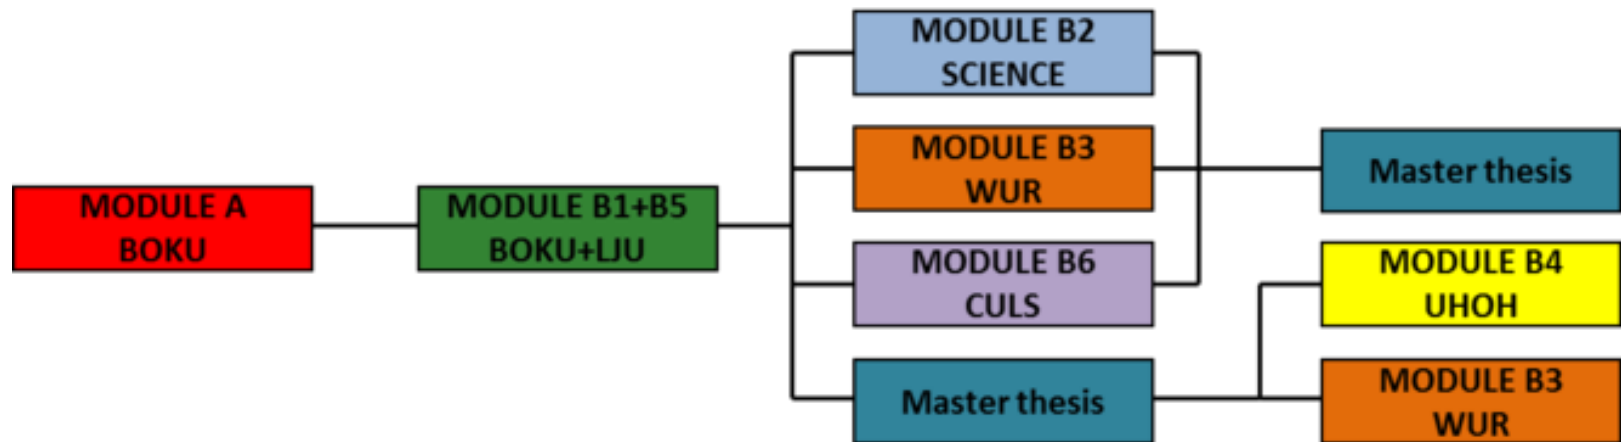 MODULE A
BOKU
MODULE B1+B5
BOKU+LJU
MODULE B2
SCIENCE
MODULE B3
WUR
MODULE B6
CULS
Master thesis
Master thesis
MODULE B4
UHOH
MODULE B3
WUR